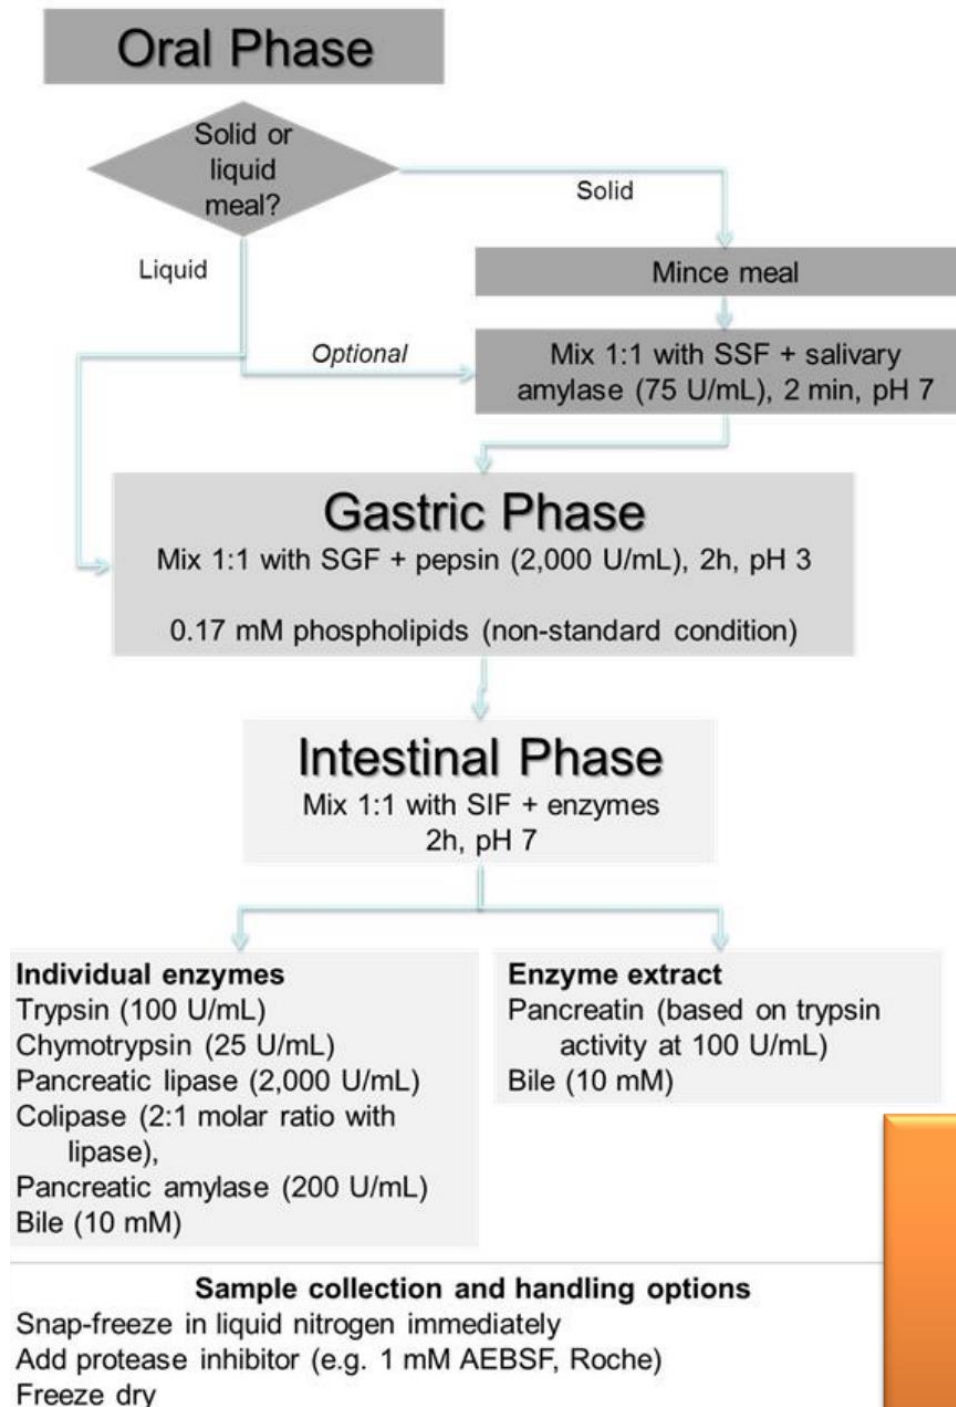 Oral Phase
Solid or
liquid
meal?
Solid
Liquid
Mince meal
Optional
Mix 1:1 with SSF + salivary
amylase (75 U/mL), 2 min, pH 7
Gastric Phase
Mix 1:1 with SGF + pepsin (2,000 U/mL), 2h, pH 3
0.17 mM phospholipids (non-standard condition)
Intestinal Phase
Mix 1:1 with SIF + enzymes
2h, pH 7
Individual enzymes
Trypsin (100 U/mL)
Chymotrypsin (25 U/mL)
Pancreatic lipase (2,000 U/mL)
Colipase (2:1 molar ratio with
lipase),
Pancreatic amylase (200 U/mL)
Bile (10 mM)
Enzyme extract
Pancreatin (based on trypsin
activity at 100 U/mL)
Bile (10 mM)
Sample collection and handling options
Snap-freeze in liquid nitrogen immediately
Add protease inhibitor (e.g. 1 mM AEBSF, Roche)
Freeze dry